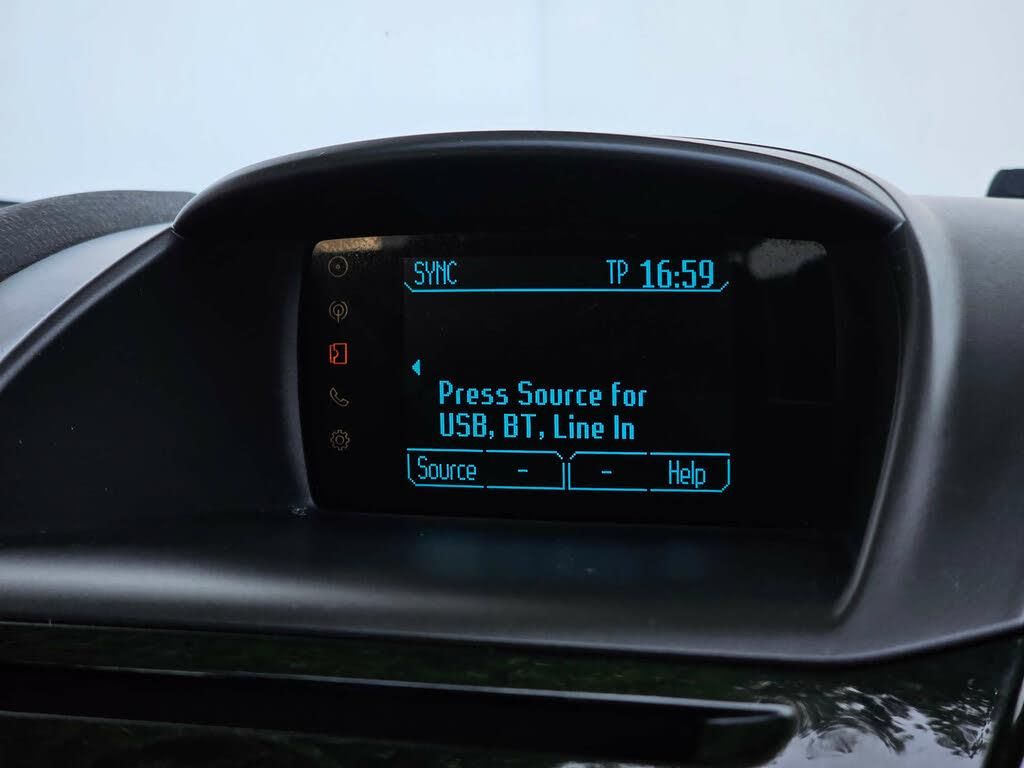 SYNC TP 16:59
Press Source for
USB, BT, Line In
Source - - Help